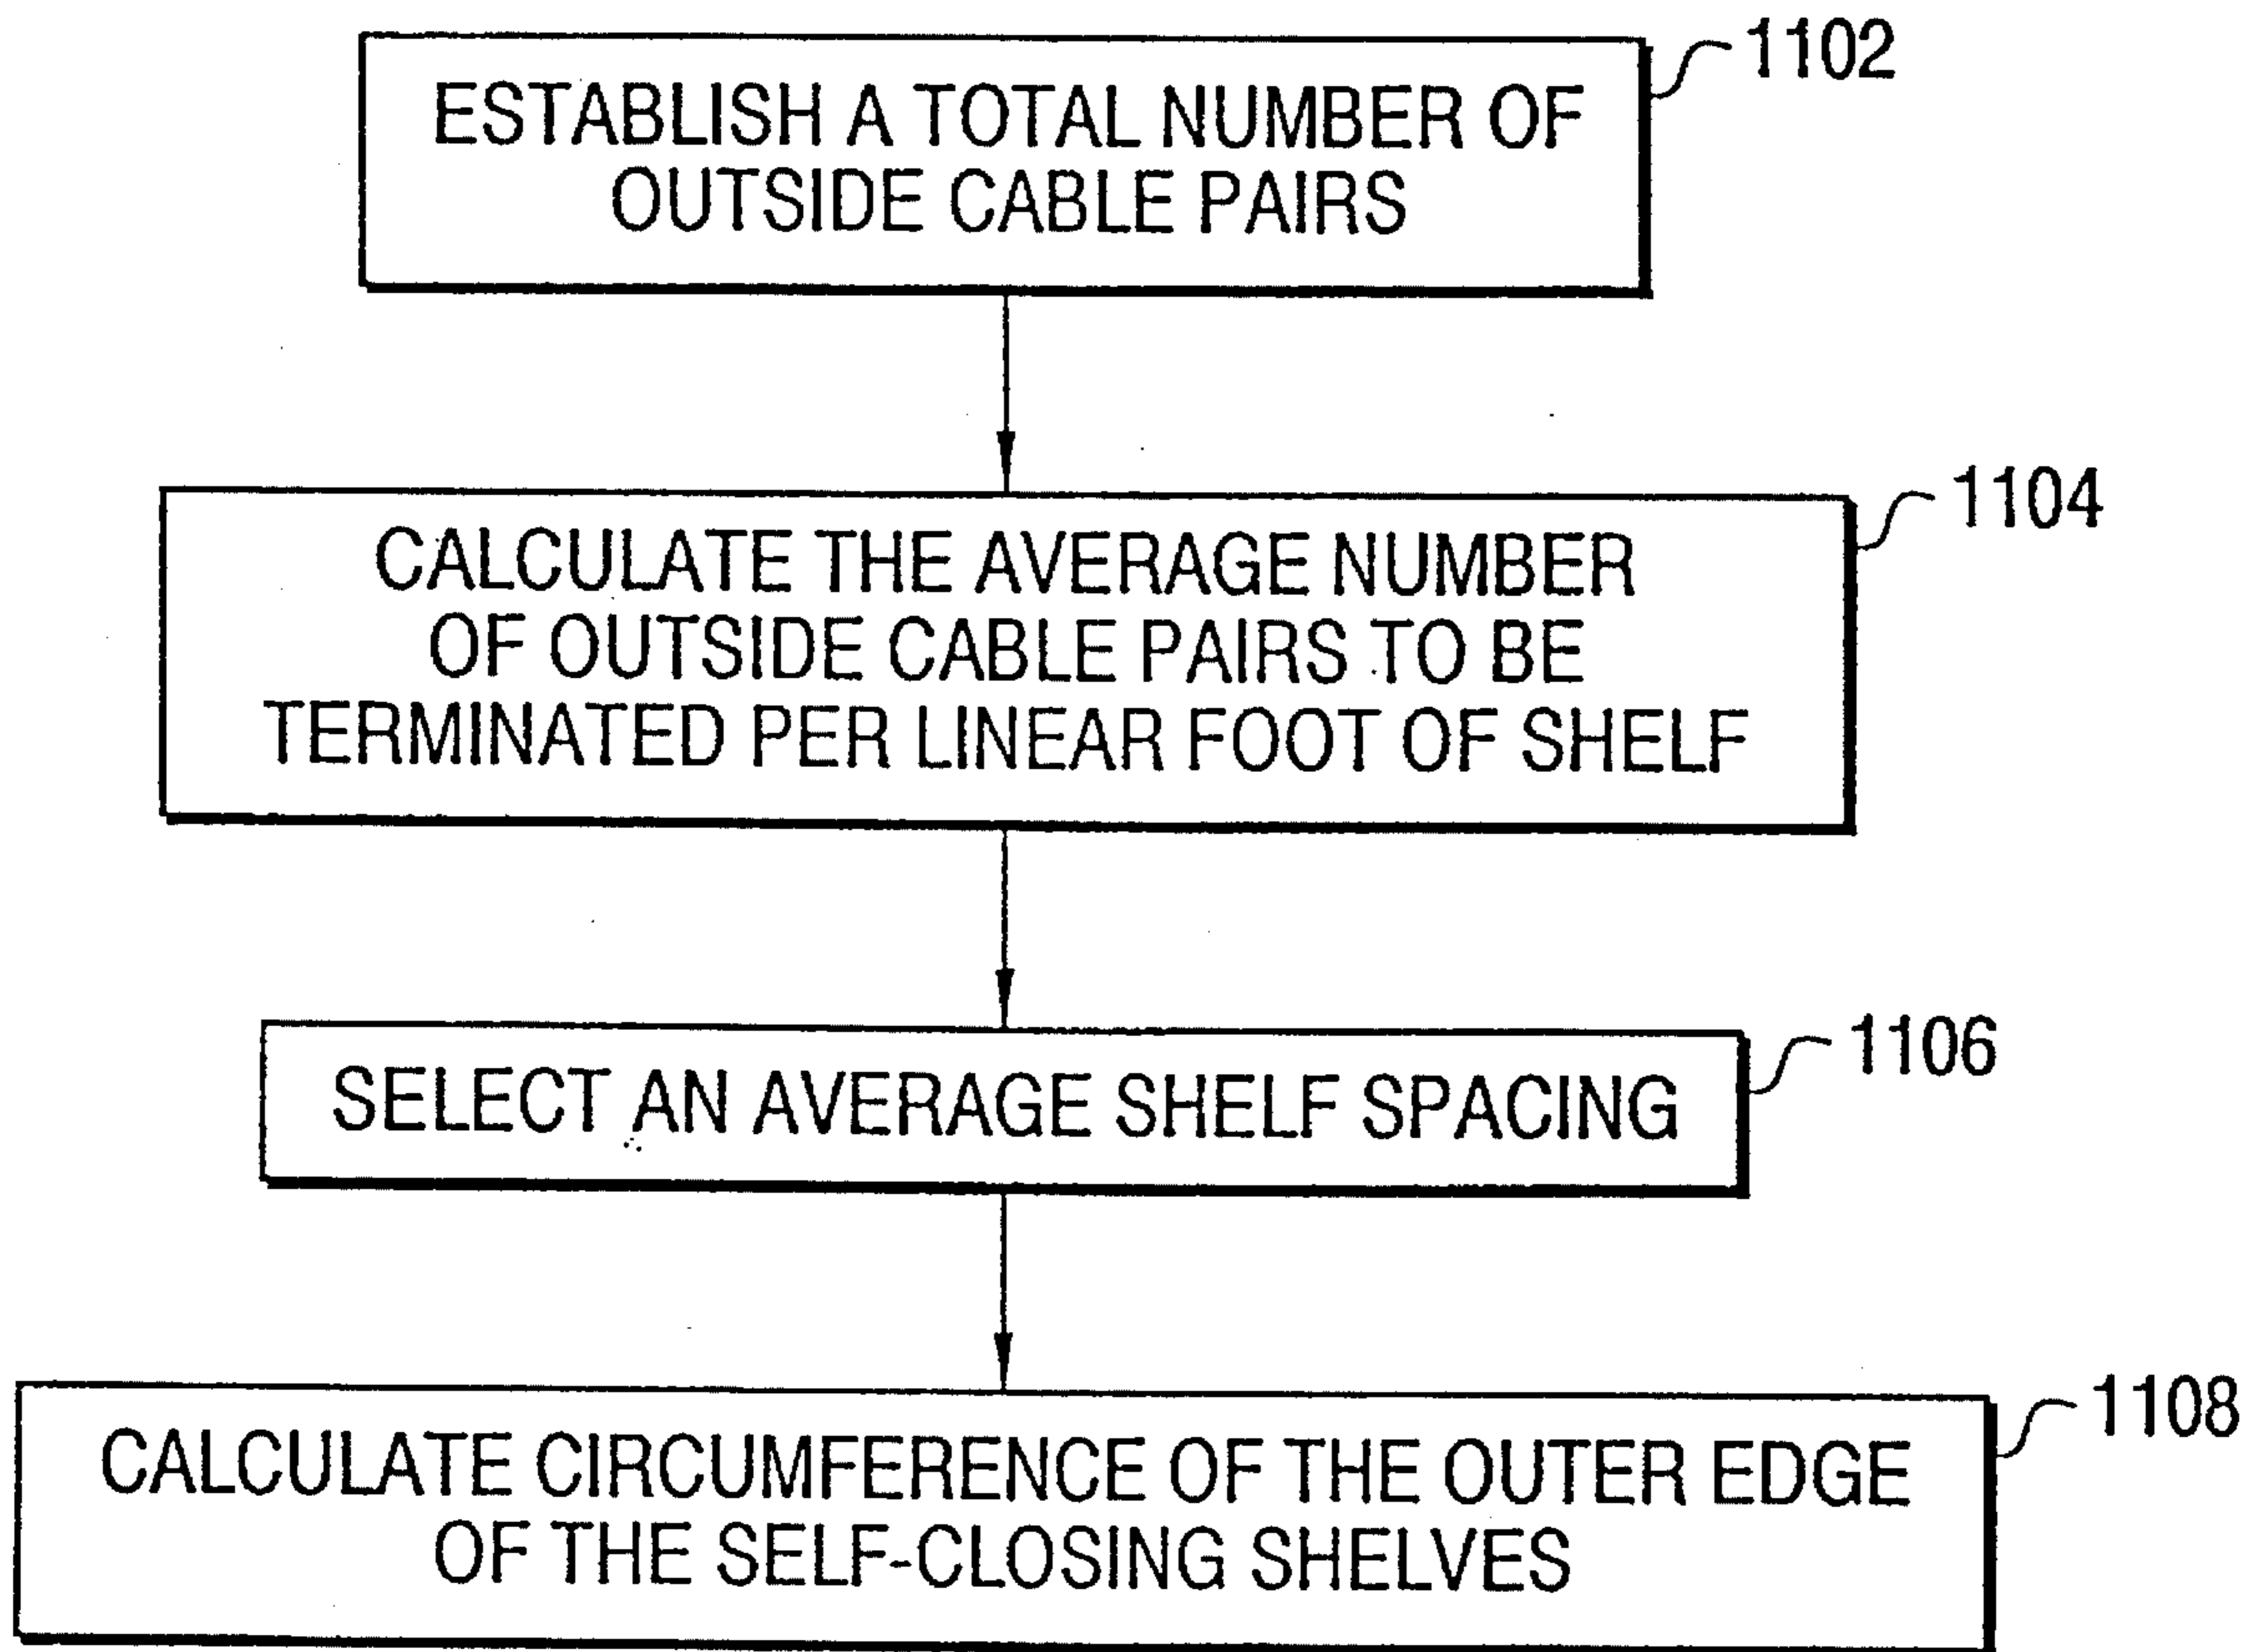 1102
ESTABLISH A TOTAL NUMBER OF
OUTSIDE CABLE PAIRS
1104
CALCULATE THE AVERAGE NUMBER
OF OUTSIDE CABLE PAIRS TO BE
TERMINATED PER LINEAR FOOT OF SHELF
1106
SELECT AN AVERAGE SHELF SPACING
1108
CALCULATE CIRCUMFERENCE OF THE OUTER EDGE
OF THE SELF-CLOSING SHELVES